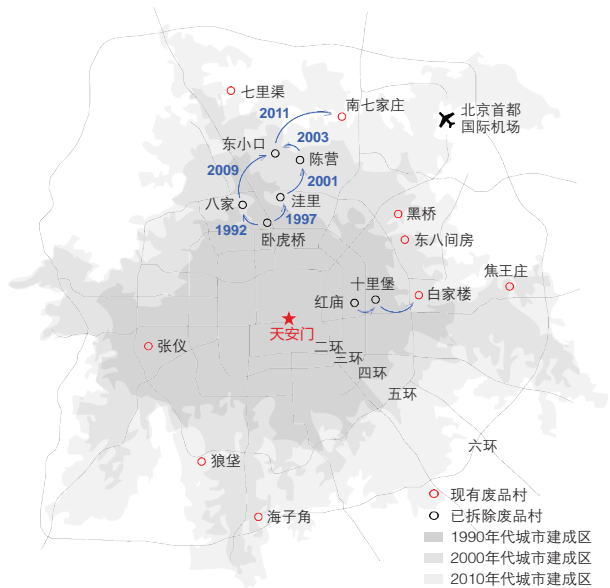 七里渠
2011
南七家庄
北京首都
国际机场
2003
东小口
陈营
2009
2001
八家
洼里
黑桥
1992
1997
卧虎桥
东八间房
焦王庄
十里堡
红庙
白家楼
天安门
张仪
二环
三环
四环
五环
六环
狼垡
海子角
现有废品村
已拆除废品村
1990年代城市建成区
2000年代城市建成区
2010年代城市建成区